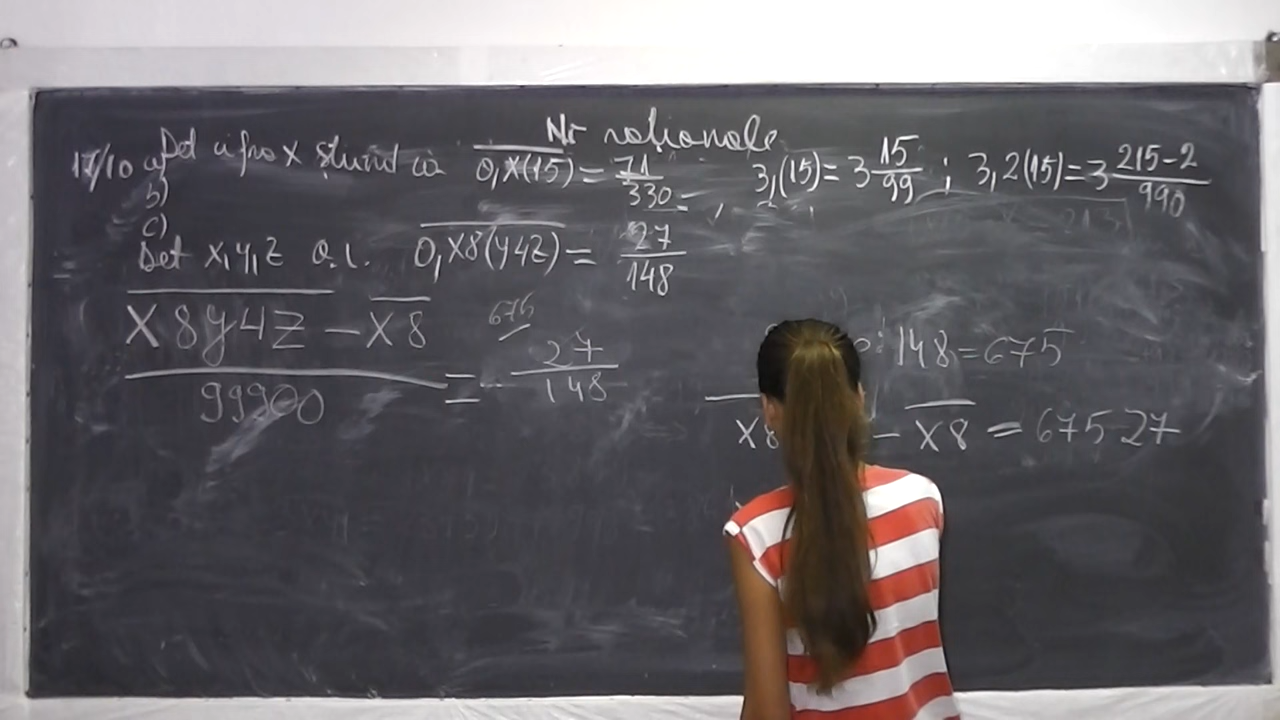 Nr raționale
17/10 a) Det cifra x știind că 0,x(15) = 71/330 3,(15) = 3 15/99 ; 3,2(15) = 3 215-2/990
b)
c)
Det x,y,z a.î. 0,x8(y4z) = 27/148
x8y4z - x8 / 99900 = 675/ 27/148
: 148 = 675
x8 - x8 = 675·27